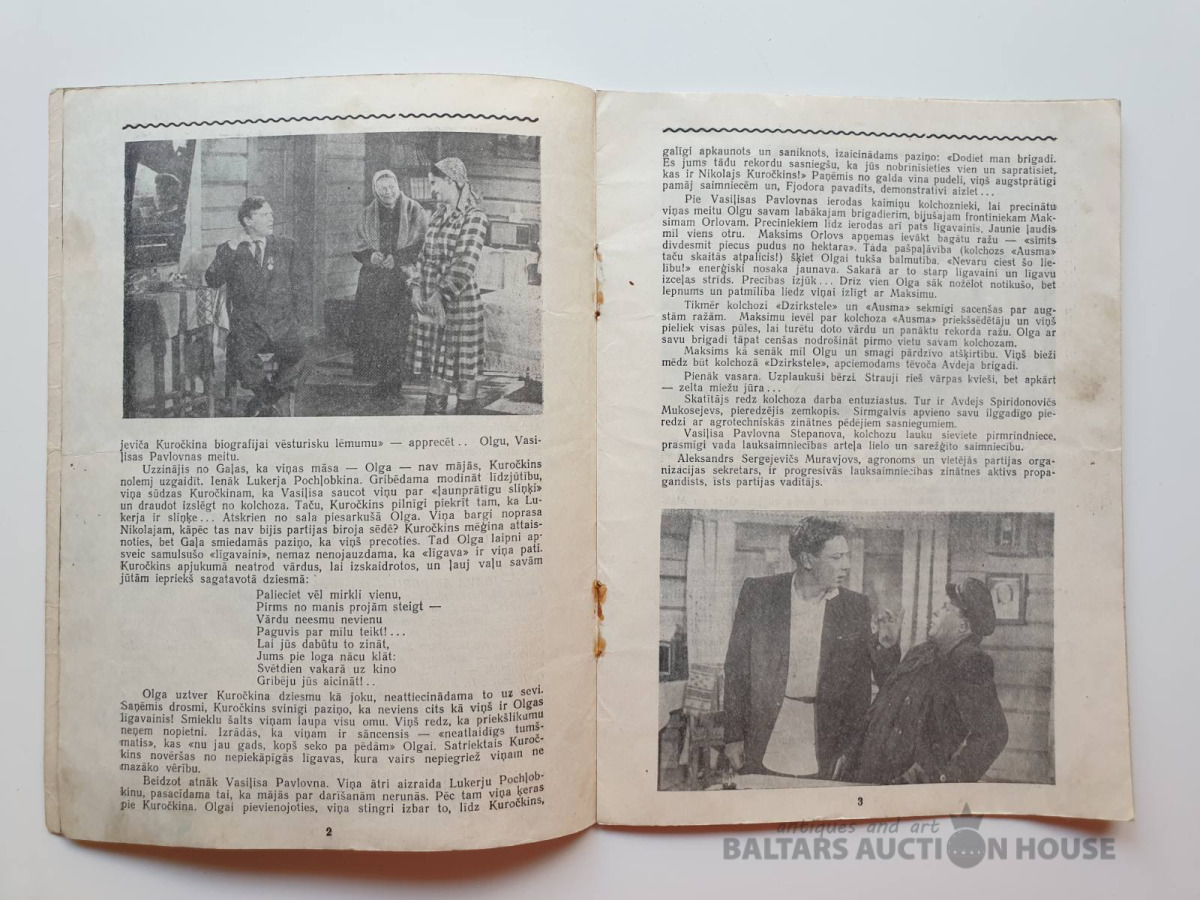 jeviča Kuročkina biografijai vēsturisku lēmumu» — apprecēt.. Olgu, Vasi-
ļisas Pavlovnas meitu.
Uzzinājis no Gaļas, ka viņas māsa — Olga — nav mājās, Kuročkins
nolemj uzgaidīt. Ienāk Lukerja Pochļobkina. Gribēdama modināt līdzjūtību,
viņa sūdzas Kuročkinam, ka Vasiļisa saucot viņu par «ļaunprātīgu sliņķi»
un draudot izslēgt no kolchoza. Taču, Kuročkins pilnīgi piekrīt tam, ka Lu-
kerja ir sliņķe... Atskrien no sala piesarkušā Olga. Viņa bargi noprasa
Nikolajam, kāpēc tas nav bijis partijas biroja sēdē? Kuročkins mēģina attais-
noties, bet Gaļa smiedamās paziņo, ka viņš precoties. Tad Olga laipni ap-
sveic samulsušo «līgavaini», nemaz nenojauzdama, ka «līgava» ir viņa pati.
Kuročkins apjukumā neatrod vārdus, lai izskaidrotos, un ļauj vaļu savām
jūtām iepriekš sagatavotā dziesmā:
Palieciet vēl mirkli vienu,
Pirms no manis projām steigt —
Vārdu neesmu nevienu
Paguvis par mīlu teikt!...
Lai jūs dabūtu to zināt,
Jums pie loga nācu klāt:
Svētdien vakarā uz kino
Gribēju jūs aicināt!..
Olga uztver Kuročkina dziesmu kā joku, neattiecinādama to uz sevi.
Saņēmis drosmi, Kuročkins svinīgi paziņo, ka neviens cits kā viņš ir Olgas
līgavainis! Smieklu šalts viņam laupa visu omu. Viņš redz, ka priekšlikumu
neņem nopietni. Izrādās, ka viņam ir sāncensis — «neatlaidīgs tumš-
matis», kas «nu jau gads, kopš seko pa pēdām» Olgai. Satriektais Kuroč-
kins novēršas no nepiekāpīgās līgavas, kura vairs nepiegriež viņam ne
mazāko vērību.
Beidzot atnāk Vasiļisa Pavlovna. Viņa ātri aizraida Lukerju Pochļob-
kinu, pasacīdama tai, ka mājās par darīšanām nerunās. Pēc tam viņa ķeras
pie Kuročkina. Olgai pievienojoties, viņa stingri izbar to, līdz Kuročkins,
2
galīgi apkaunots un saniknots, izaicinādams paziņo: «Dodiet man brigādi.
Es jums tādu rekordu sasniegšu, ka jūs nobrīnīsieties vien un sapratīsiet,
kas ir Nikolajs Kuročkins!» Paņēmis no galda vīna pudeli, viņš augstprātīgi
pamāj saimniecēm un, Fjodora pavadīts, demonstratīvi aiziet...
Pie Vasiļisas Pavlovnas ierodas kaimiņu kolchoznieki, lai precinātu
viņas meitu Olgu savam labākajam brigadierim, bijušajam frontiniekam Mak-
simam Orlovam. Preciniekiem līdz ierodas arī pats līgavainis. Jaunie ļaudis
mīl viens otru. Maksims Orlovs apņemas ievākt bagātu ražu — «simts
divdesmit piecus pudus no hektara». Tāda pašpaļāvība (kolchozs «Ausma»
taču skaitās atpalicis!) šķiet Olgai tukša balmutība. «Nevaru ciest šo lie-
lību!» enerģiski nosaka jaunava. Sakarā ar to starp līgavaini un līgavu
izceļas strīds. Precības izjūk... Drīz vien Olga sāk nožēlot notikušo, bet
lepnums un patmīlība liedz viņai izlīgt ar Maksimu.
Tikmēr kolchozi «Dzirkstele» un «Ausma» sekmīgi sacenšas par aug-
stām ražām. Maksimu ievēl par kolchoza «Ausma» priekšsēdētāju un viņš
pieliek visas pūles, lai turētu doto vārdu un panāktu rekorda ražu. Olga ar
savu brigādi tāpat cenšas nodrošināt pirmo vietu savam kolchozam.
Maksims kā senāk mīl Olgu un smagi pārdzīvo atšķirtību. Viņš bieži
mēdz būt kolchozā «Dzirkstele», apciemodams tēvoča Avdeja brigādi.
Pienāk vasara. Uzplaukuši bērzi. Strauji rieš vārpas kvieši, bet apkārt
— zelta miežu jūra...
Skatītājs redz kolchoza darba entuziastus. Tur ir Avdejs Spiridonovičs
Mukosejevs, pieredzējis zemkopis. Sirmgalvis apvieno savu ilggadīgo pie-
redzi ar agrotechniskās zinātnes pēdējiem sasniegumiem.
Vasiļisa Pavlovna Stepanova, kolchozu lauku sieviete pirmrindniece,
prasmīgi vada lauksaimniecības arteļa lielo un sarežģīto saimniecību.
Aleksandrs Sergejevičs Muravjovs, agronoms un vietējās partijas orga-
nizācijas sekretārs, ir progresīvās lauksaimniecības zinātnes aktīvs propa-
gandists, īsts partijas vadītājs.
3
antiques and art
BALTARS AUCTION HOUSE